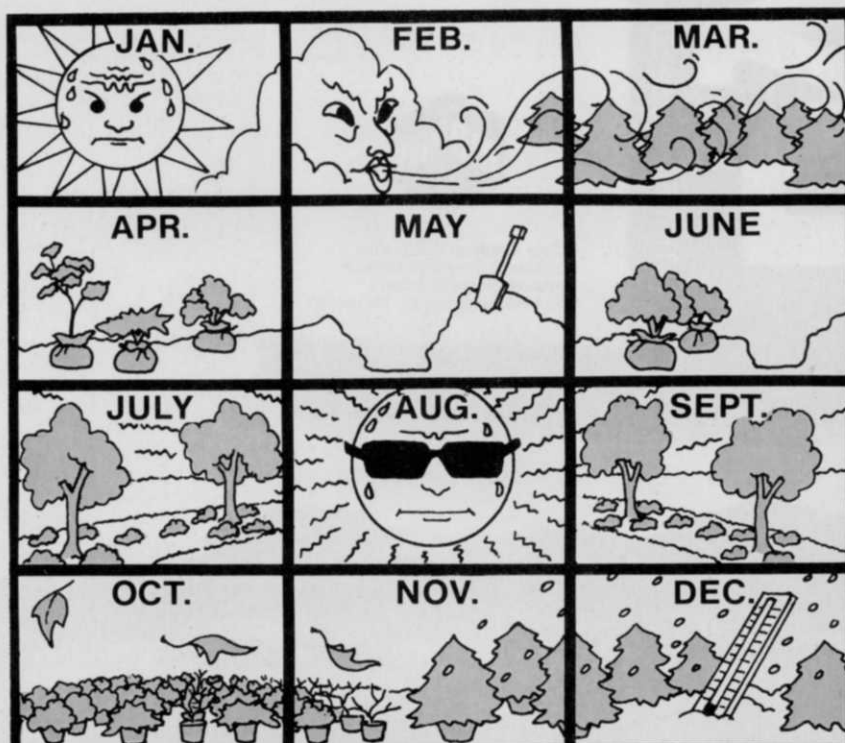 JAN. FEB. MAR.
APR. MAY JUNE
JULY AUG. SEPT.
OCT. NOV. DEC.